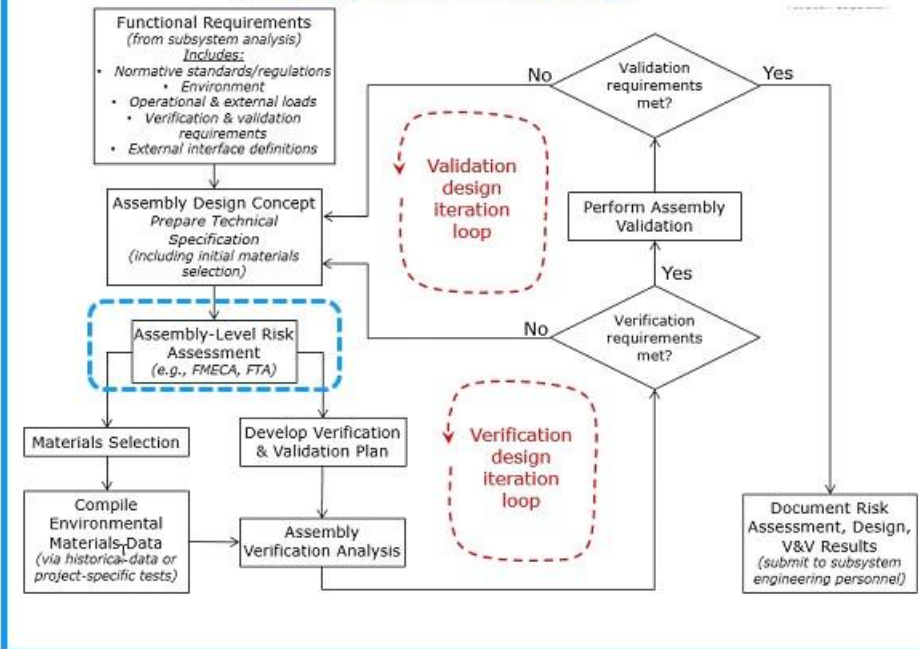 Functional Requirements
(from subsystem analysis)
Includes:
• Normative standards/regulations
• Environment
• Operational & external loads
• Verification & validation
requirements
• External interface definitions
Assembly Design Concept
Prepare Technical
Specification
(including initial materials
selection)
Assembly-Level Risk
Assessment
(e.g., FMECA, FTA)
Materials Selection
Develop Verification
& Validation Plan
Compile
Environmental
Materials Data
(via historical data or
project-specific tests)
Assembly
Verification Analysis
Validation
design
iteration
loop
Verification
design
iteration
loop
No
Validation
requirements
met?
Yes
Perform Assembly
Validation
Yes
No
Verification
requirements
met?
Document Risk
Assessment, Design,
V&V Results
(submit to subsystem
engineering personnel)